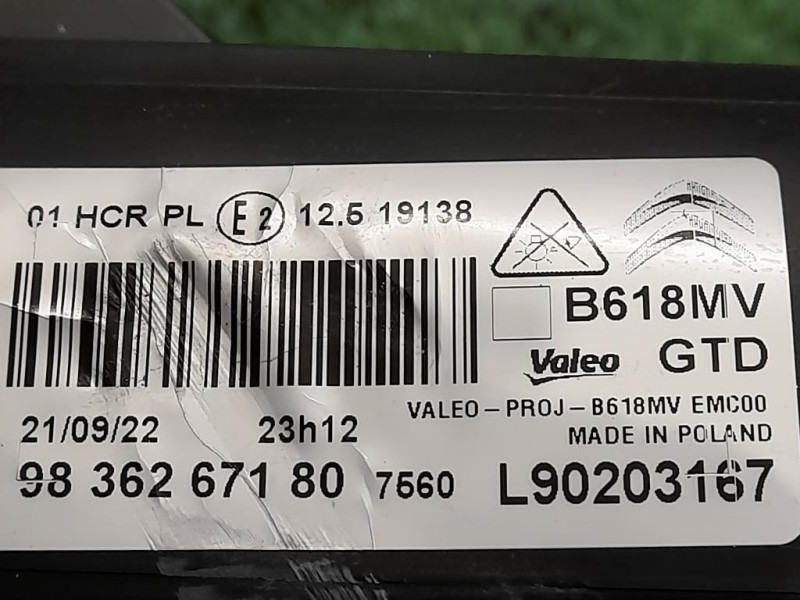 01 HCR PL E2 12.5 19138
B618MV
Valeo GTD
VALEO-PROJ-B618MV EMC00
21/09/22 23h12
MADE IN POLAND
98 362 671 80 7560 L90203167